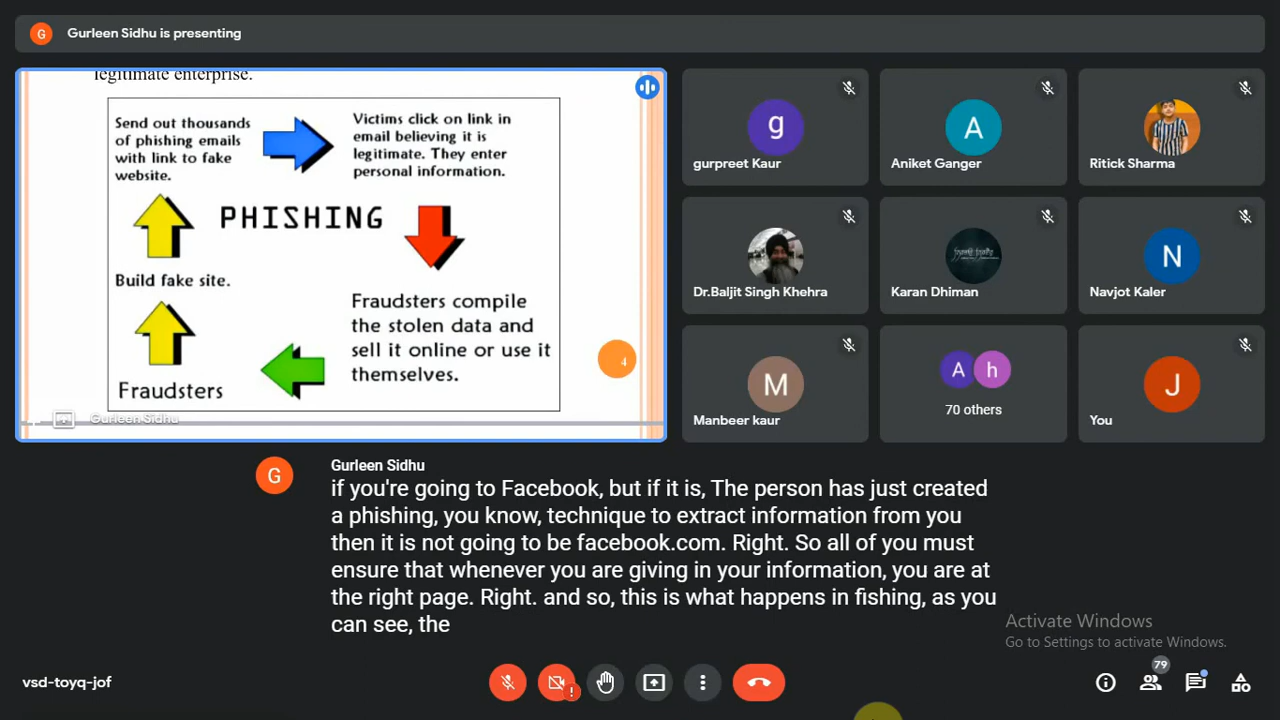 G
Gurleen Sidhu is presenting
legitimate enterprise.
Send out thousands
of phishing emails
with link to fake
website.
Victims click on link in
email believing it is
legitimate. They enter
personal information.
PHISHING
Build fake site.
Fraudsters compile
the stolen data and
sell it online or use it
themselves.
Fraudsters
4
Gurleen Sidhu
g
gurpreet Kaur
A
Aniket Ganger
Ritick Sharma
Dr.Baljit Singh Khehra
Karan Dhiman
N
Navjot Kaler
M
Manbeer kaur
A h
70 others
J
You
G
Gurleen Sidhu
if you're going to Facebook, but if it is, The person has just created
a phishing, you know, technique to extract information from you
then it is not going to be facebook.com. Right. So all of you must
ensure that whenever you are giving in your information, you are at
the right page. Right. and so, this is what happens in fishing, as you
can see, the
Activate Windows
Go to Settings to activate Windows.
vsd-toyq-jof
!
79